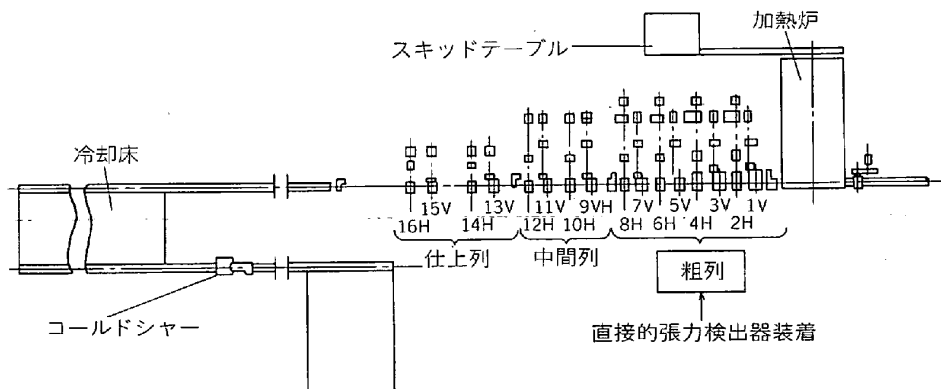 加熱炉
スキッドテーブル
冷却床
15V 13V 11V 9VH 7V 5V 3V 1V
16H 14H 12H 10H 8H 6H 4H 2H
仕上列 中間列 粗列
コールドシャー
直接的張力検出器装着